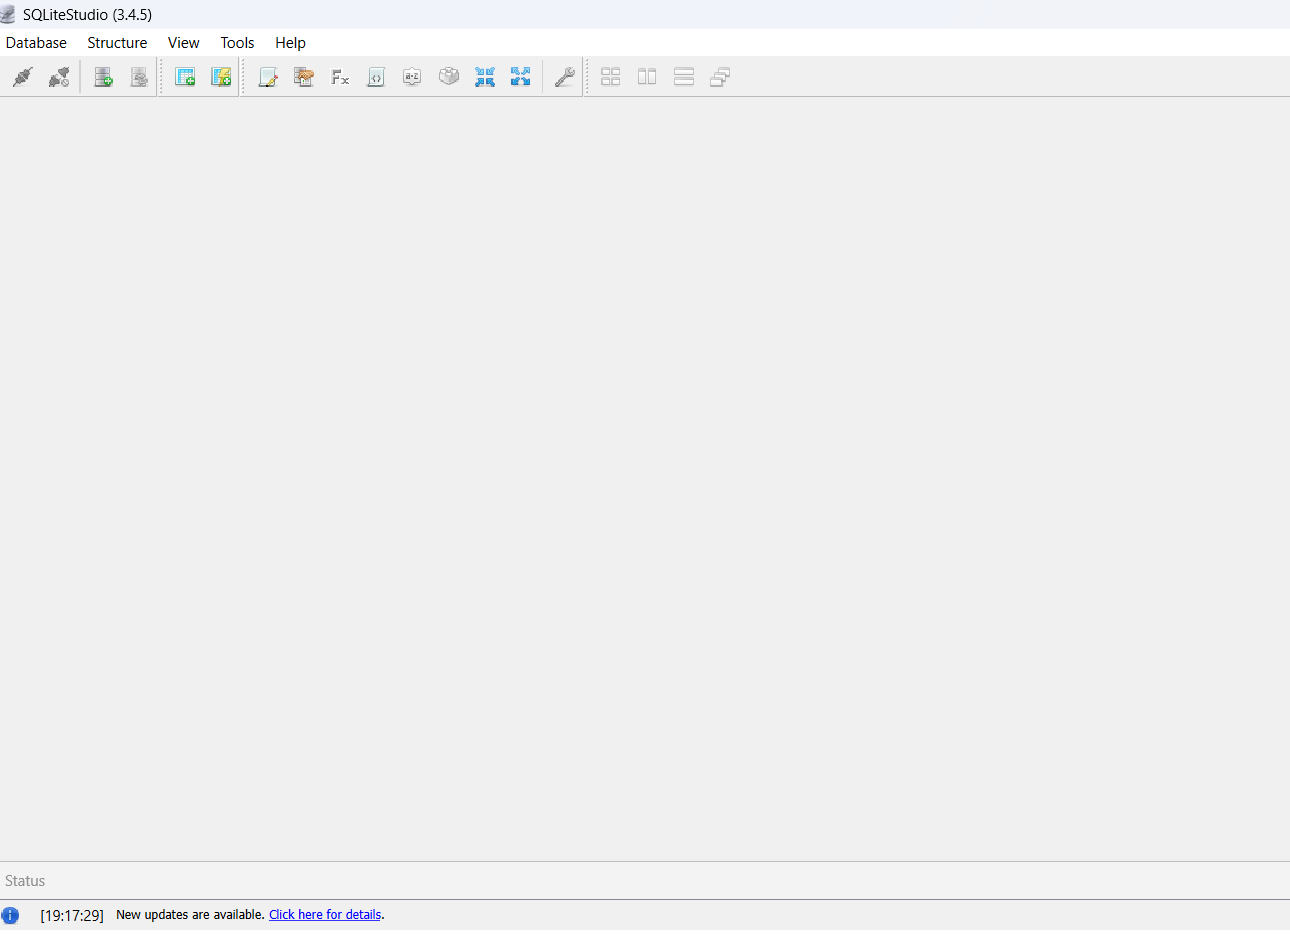 SQLiteStudio (3.4.5)
Database Structure View Tools Help
Fx a-z
Status
[19:17:29] New updates are available. Click here for details.